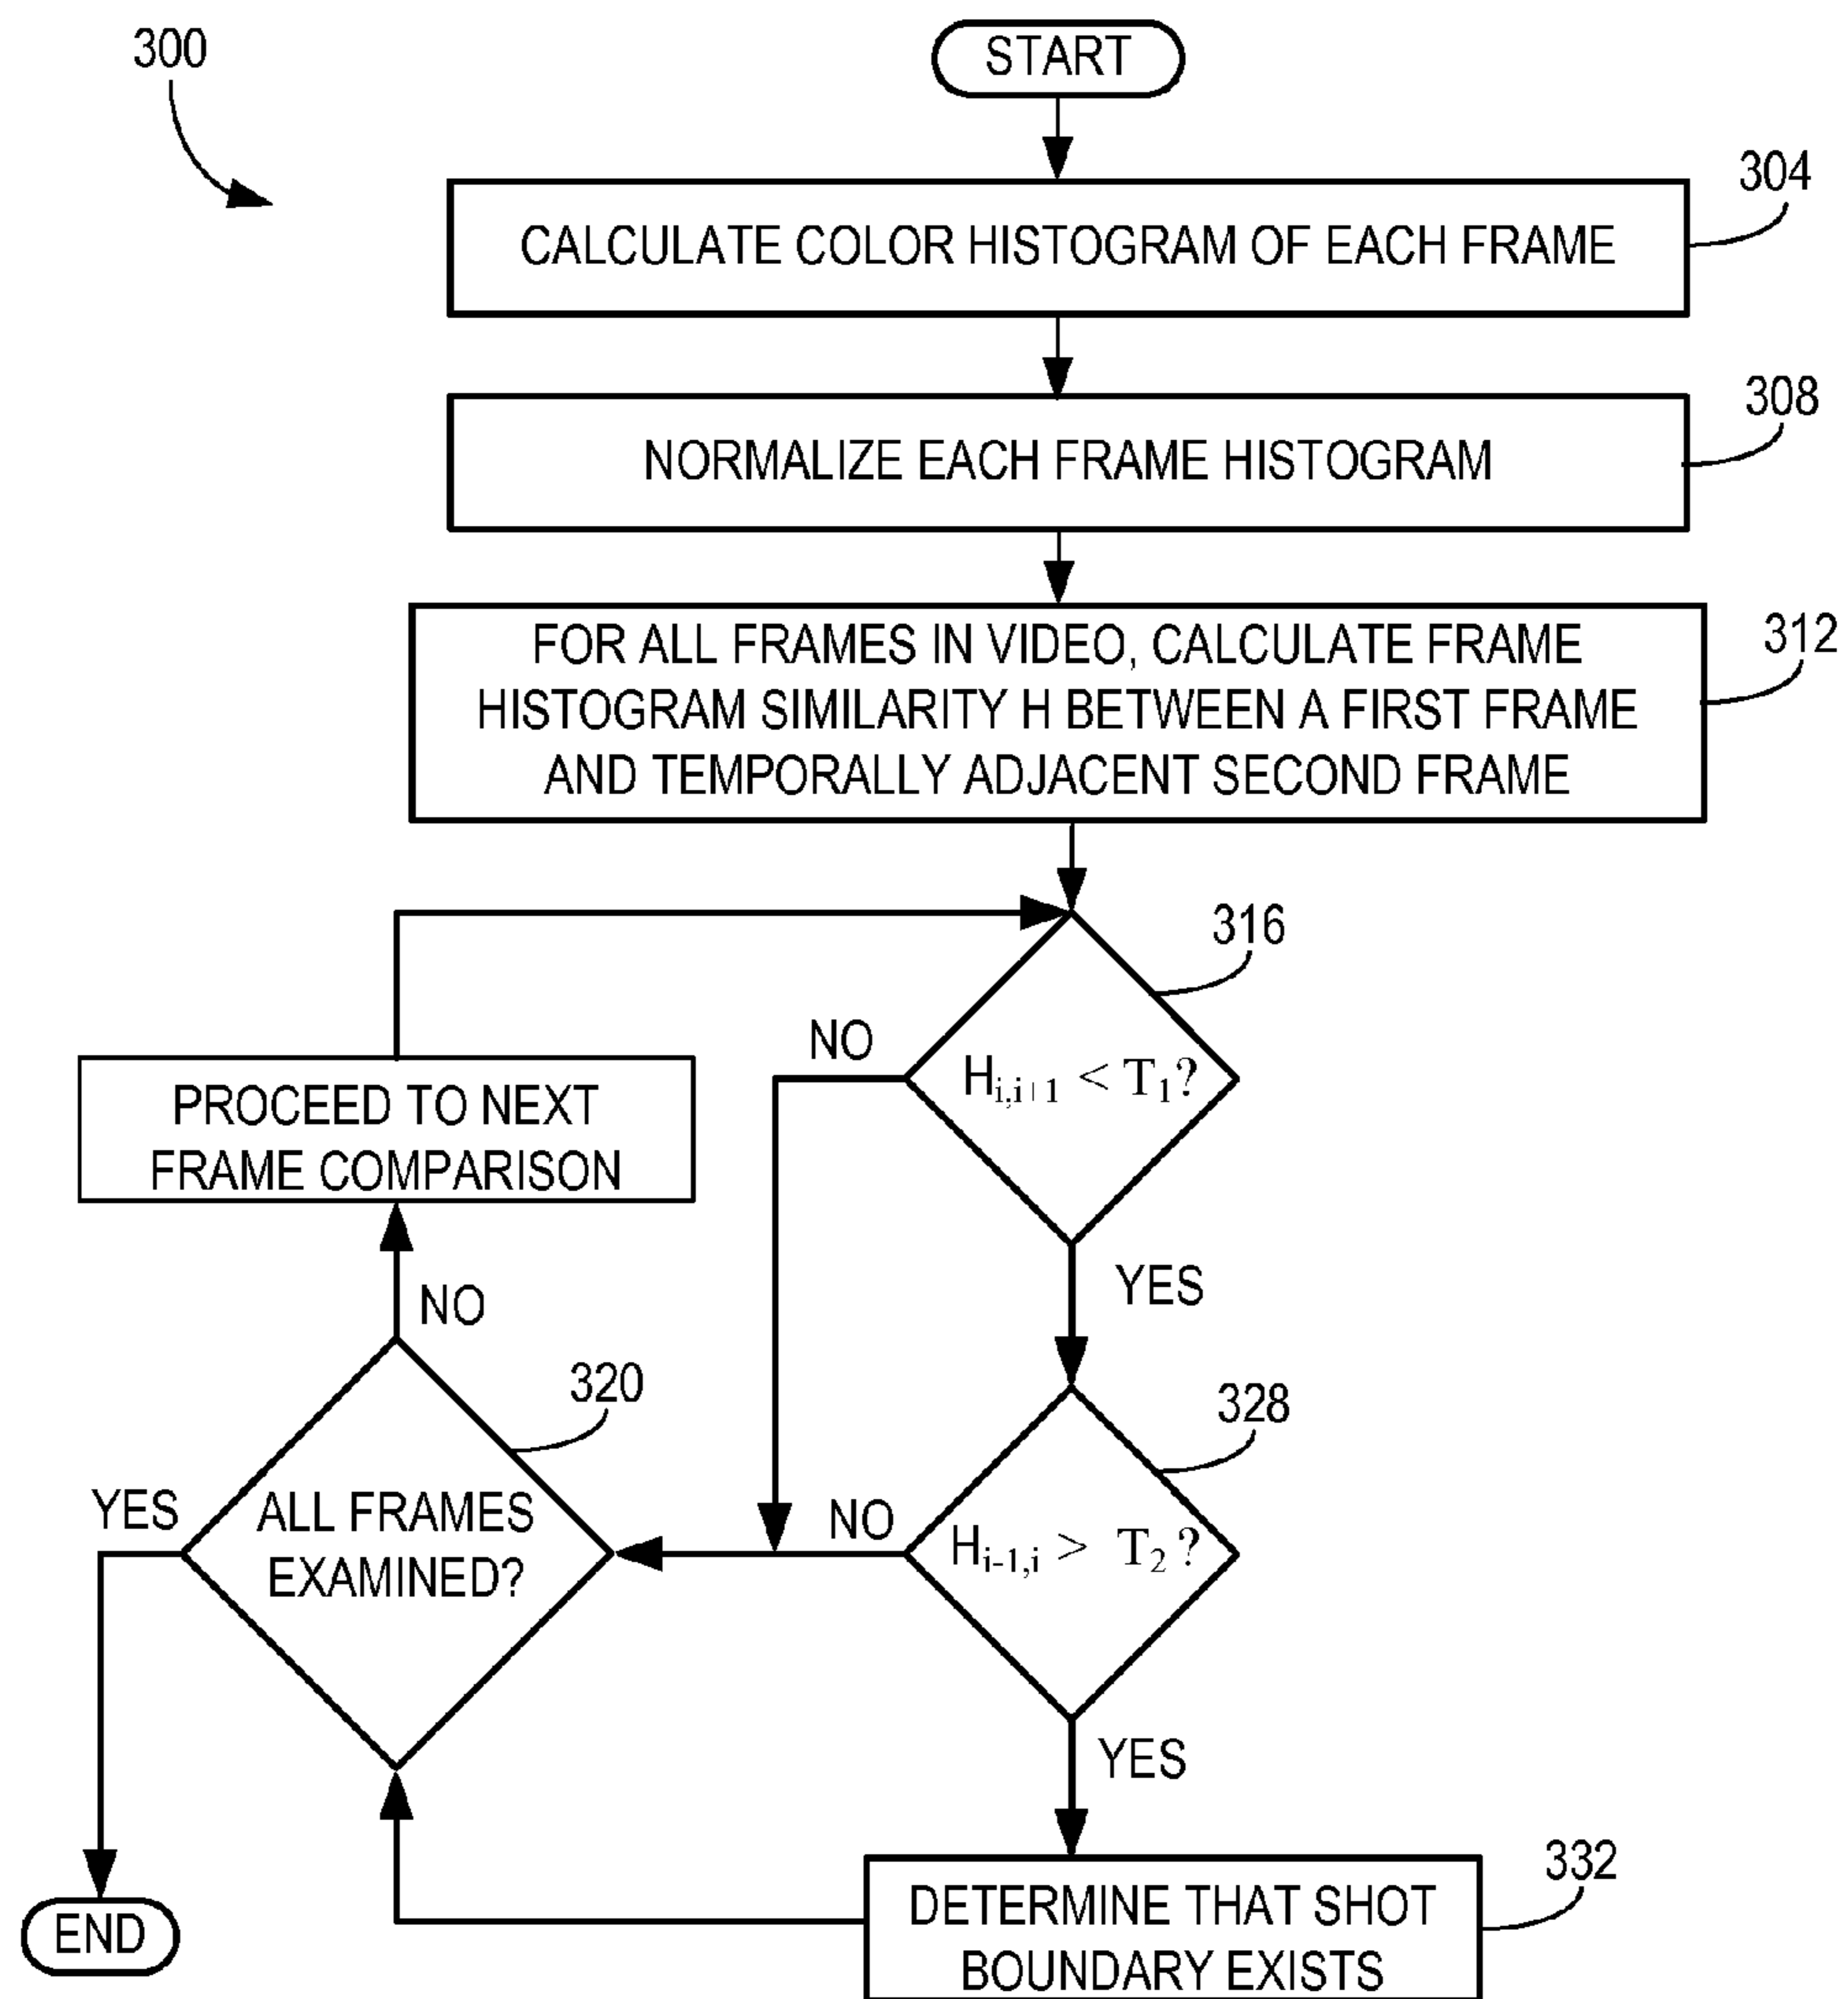 300
START
304
CALCULATE COLOR HISTOGRAM OF EACH FRAME
308
NORMALIZE EACH FRAME HISTOGRAM
312
FOR ALL FRAMES IN VIDEO, CALCULATE FRAME
HISTOGRAM SIMILARITY H BETWEEN A FIRST FRAME
AND TEMPORALLY ADJACENT SECOND FRAME
316
NO
H i,i+1 < T1?
PROCEED TO NEXT
FRAME COMPARISON
YES
NO
320
328
YES
ALL FRAMES
EXAMINED?
NO
H i-1,i > T2 ?
YES
332
DETERMINE THAT SHOT
BOUNDARY EXISTS
END